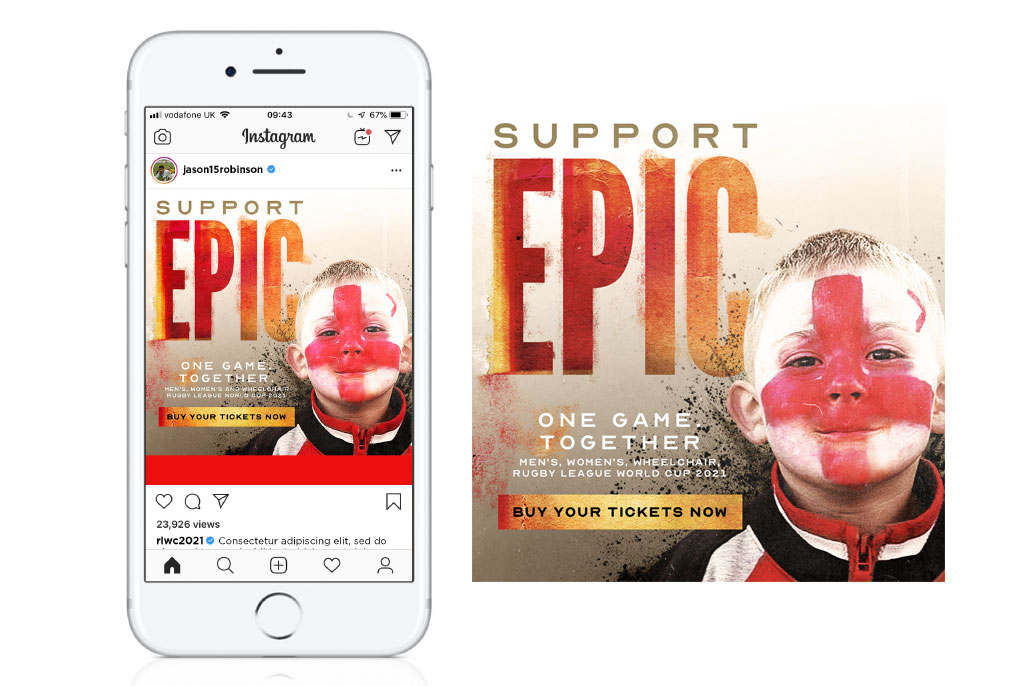 vodafone UK
09:43
67%
Instagram
jason15robinson
SUPPORT
EPIC
ONE GAME.
TOGETHER.
MEN'S, WOMEN'S AND WHEELCHAIR
RUGBY LEAGUE WORLD CUP 2021
BUY YOUR TICKETS NOW
23,926 views
rlwc2021 Consectetur adipiscing elit, sed do
SUPPORT
EPIC
ONE GAME.
TOGETHER
MEN'S, WOMEN'S, WHEELCHAIR,
RUGBY LEAGUE WORLD CUP 2021
BUY YOUR TICKETS NOW